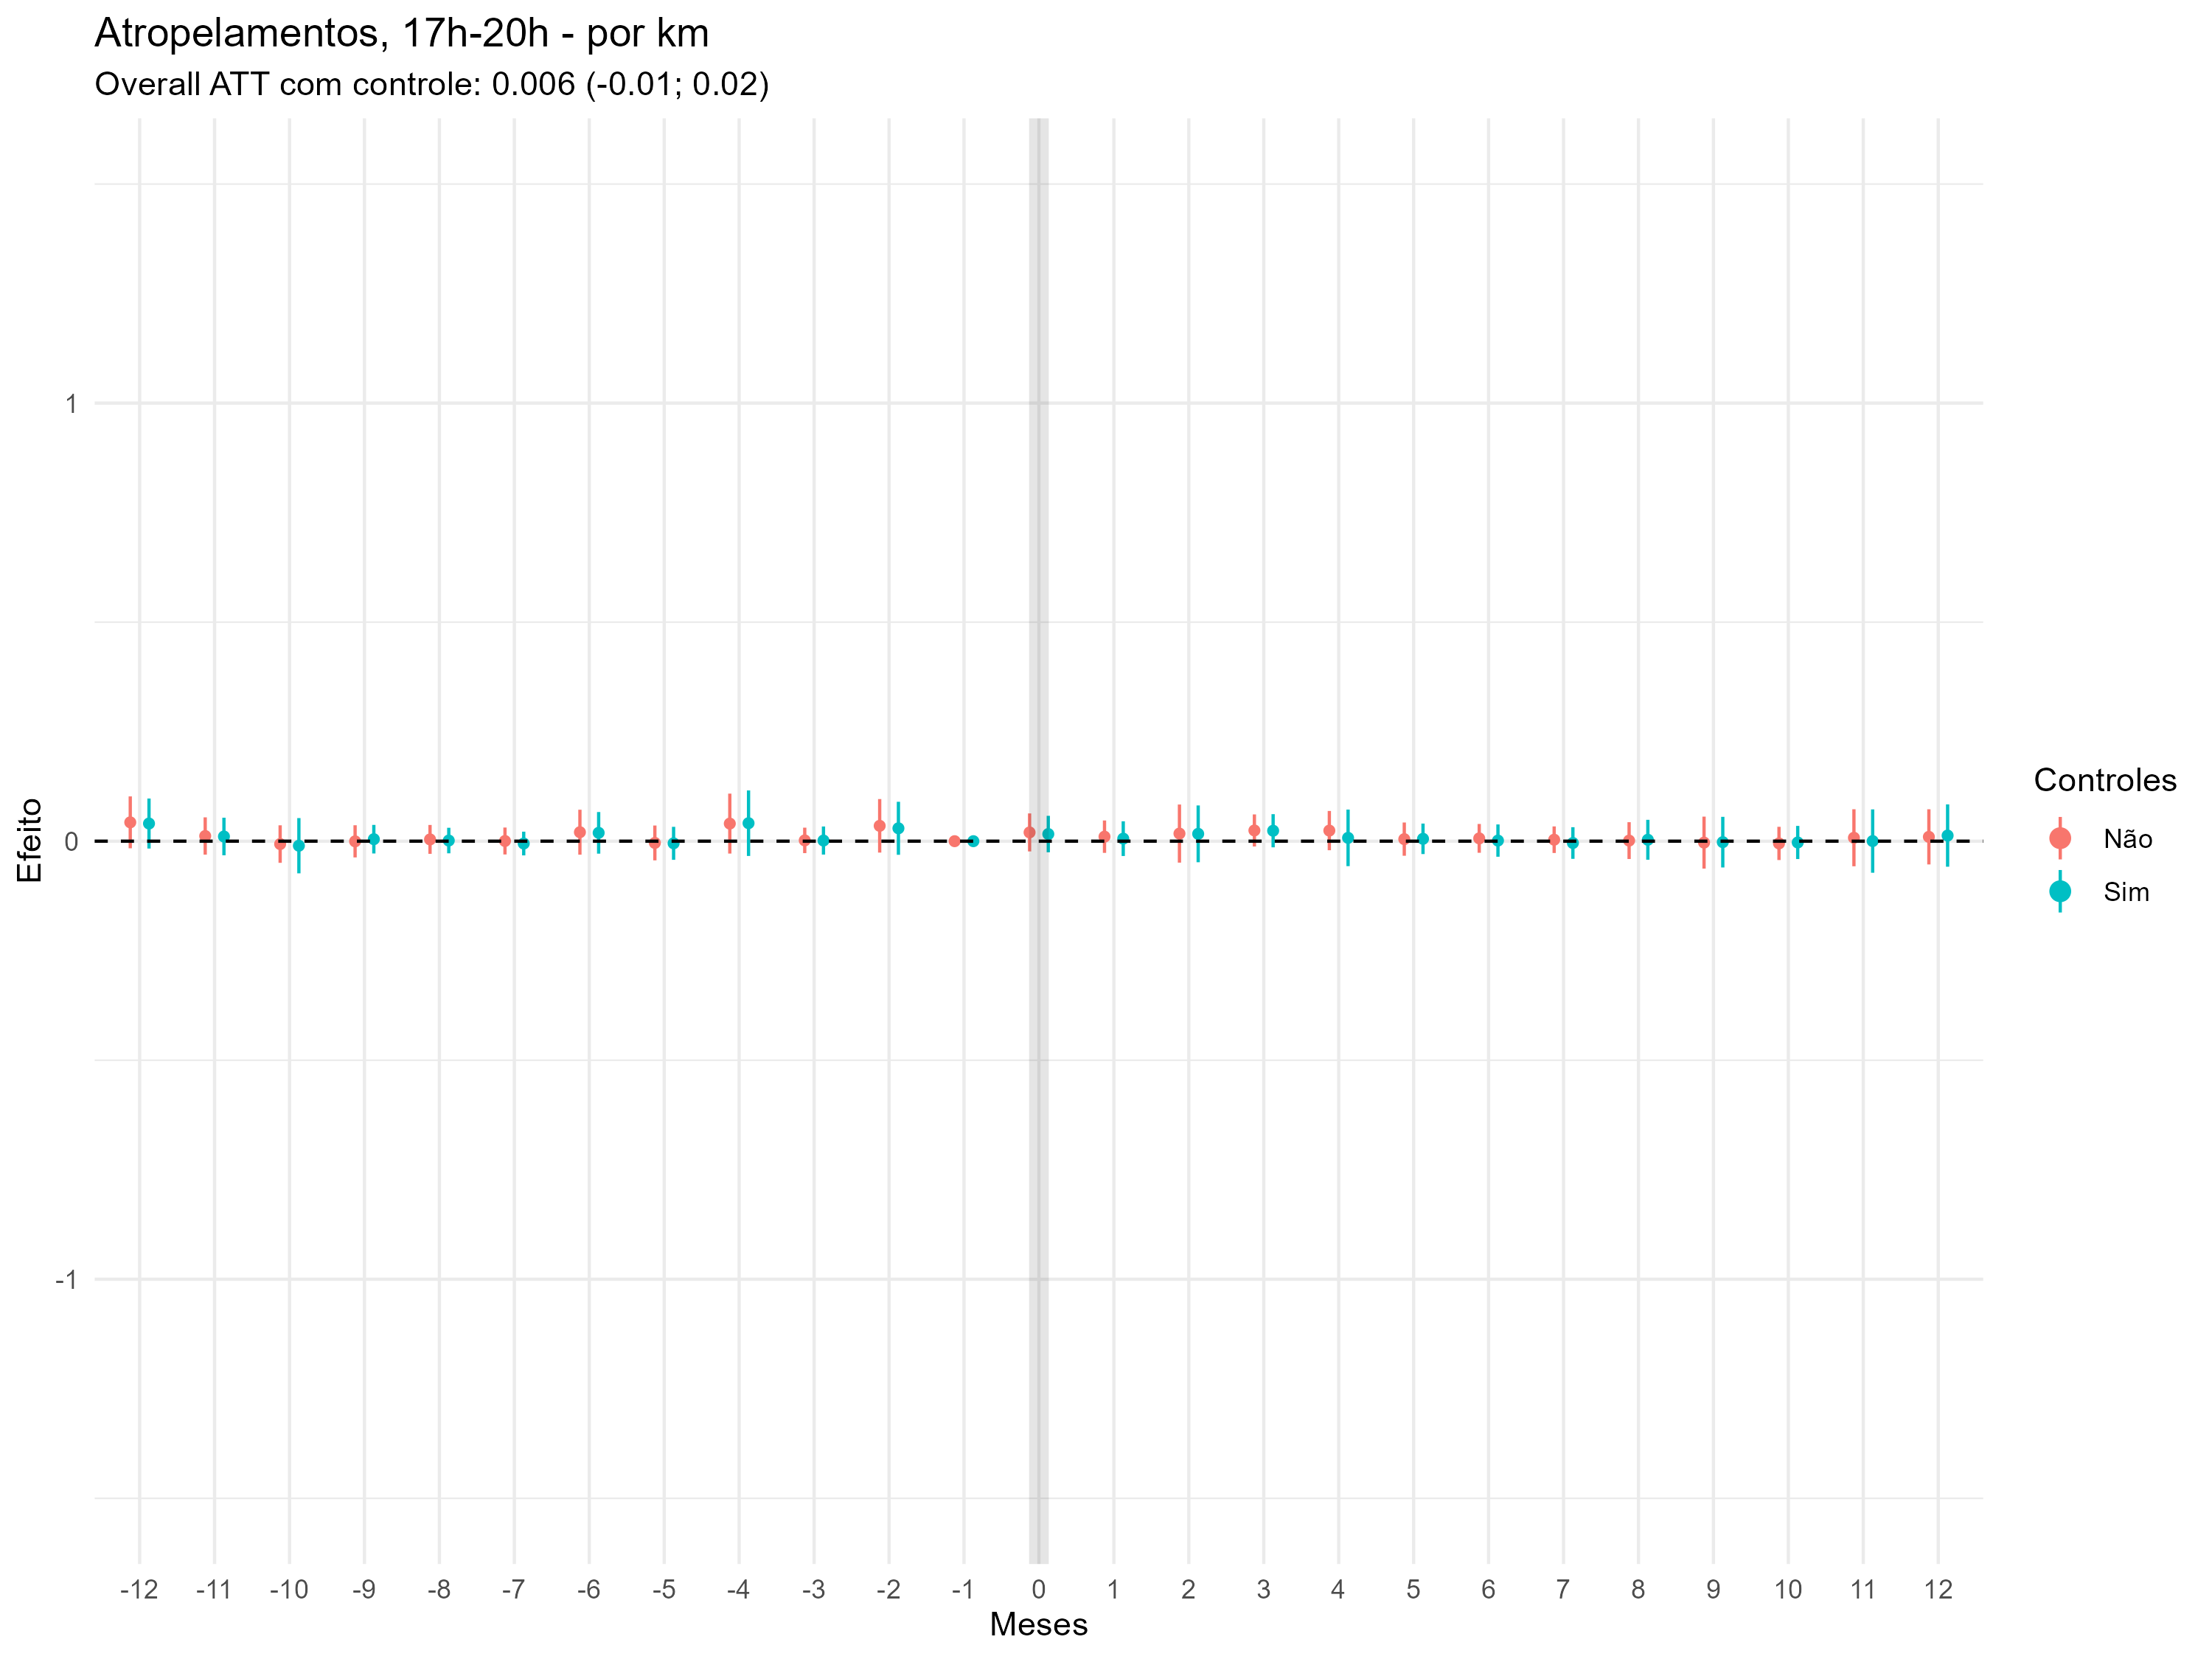 Atropelamentos, 17h-20h - por km
Overall ATT com controle: 0.006 (-0.01; 0.02)
1
0
-1
Efeito
-12 -11 -10 -9 -8 -7 -6 -5 -4 -3 -2 -1 0 1 2 3 4 5 6 7 8 9 10 11 12
Meses
Controles
Não
Sim